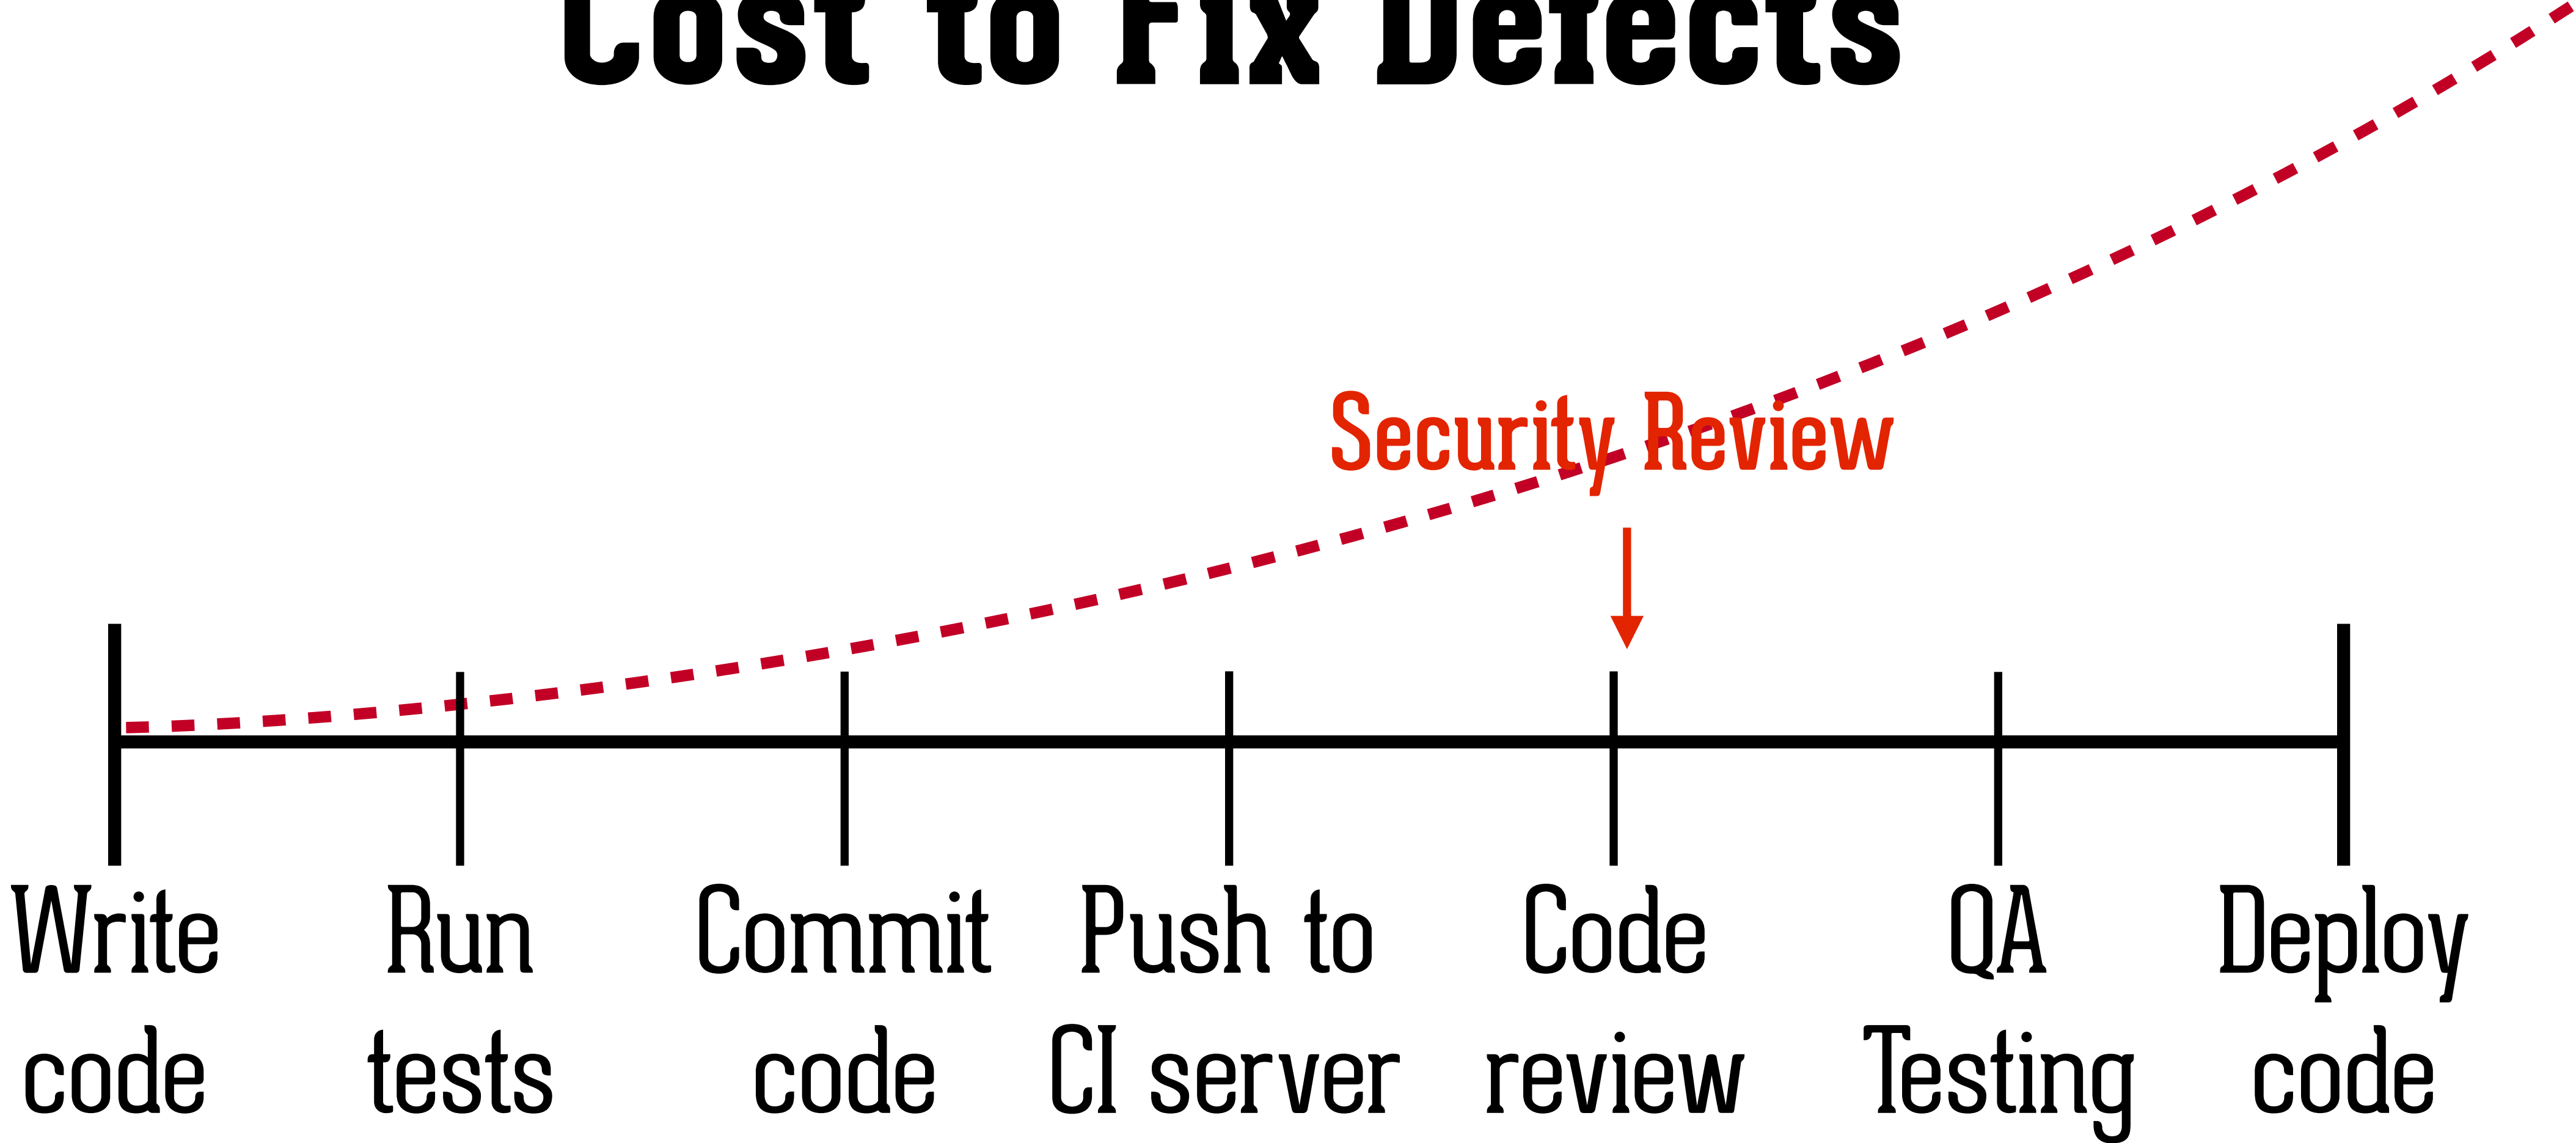 Cost to Fix Defects
Security Review
Write code
Run tests
Commit code
Push to CI server
Code review
QA Testing
Deploy code